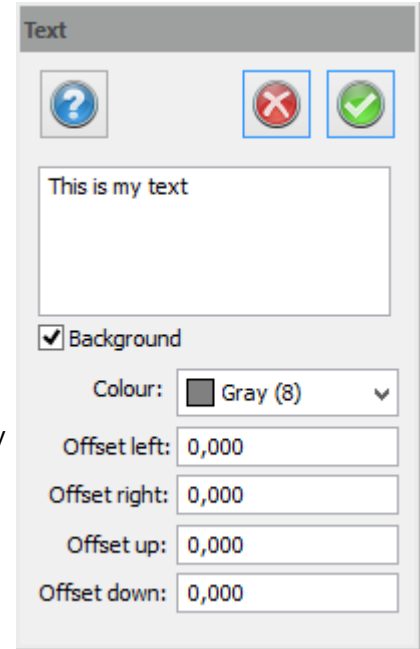 Text
This is my text
Background
Colour: Gray (8)
Offset left: 0,000
Offset right: 0,000
Offset up: 0,000
Offset down: 0,000